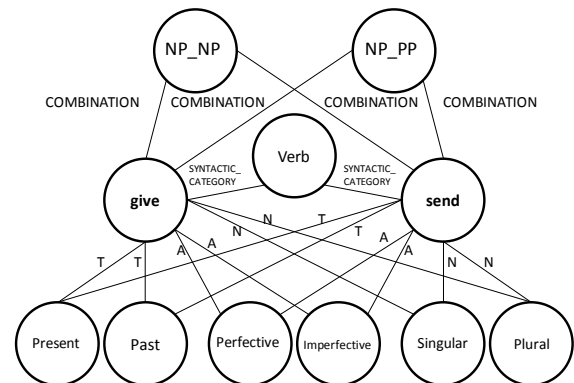 NP_NP
NP_PP
COMBINATION
COMBINATION
COMBINATION
COMBINATION
Verb
SYNTACTIC_
CATEGORY
SYNTACTIC_
CATEGORY
give
send
N
T
N
T
A
A
A
A
T
T
N
N
Present
Past
Perfective
Imperfective
Singular
Plural